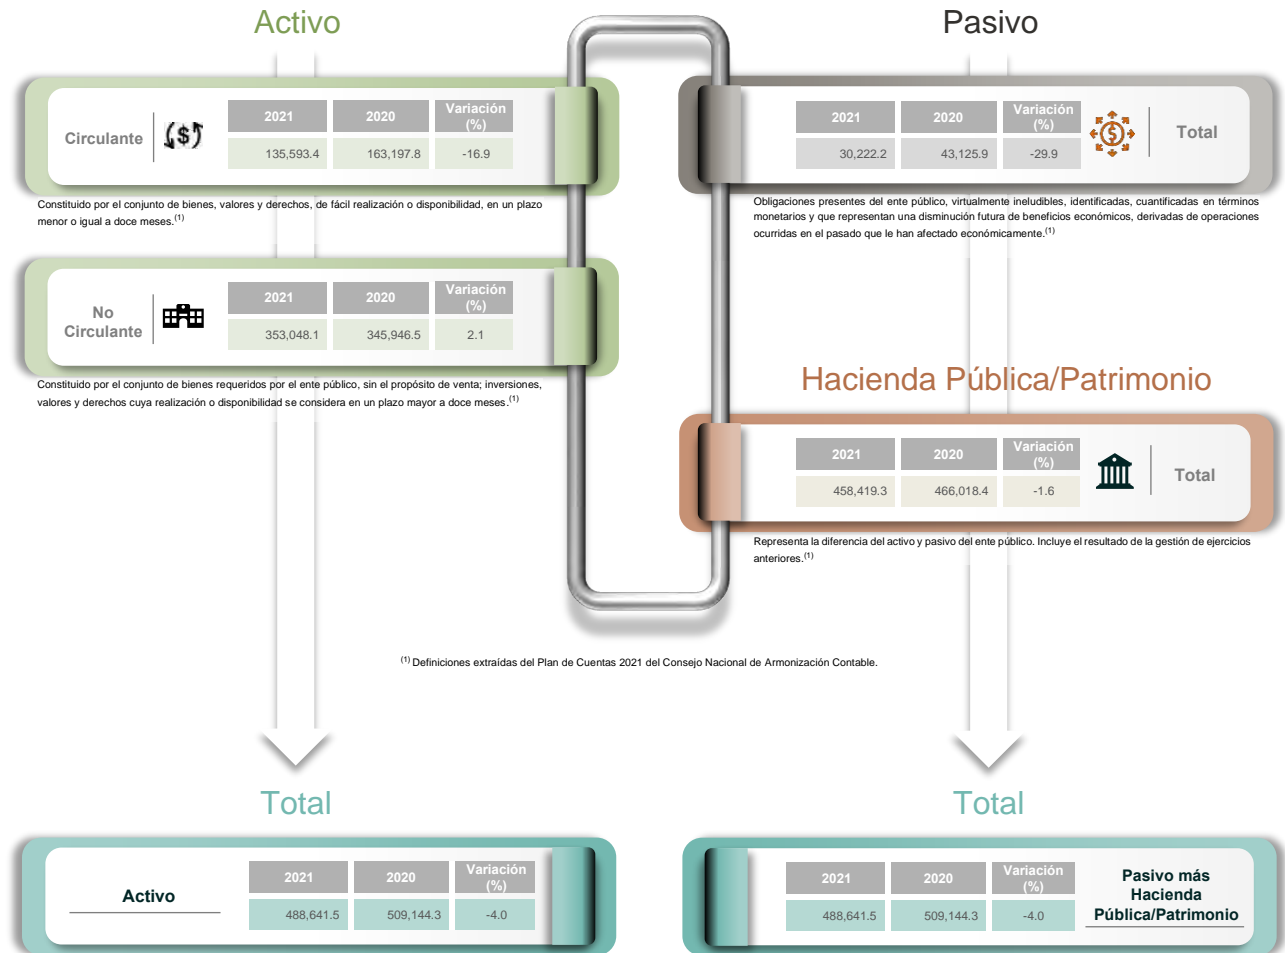 Activo
Circulante
2021 2020 Variación (%)
135,593.4 163,197.8 -16.9
Constituido por el conjunto de bienes, valores y derechos, de fácil realización o disponibilidad, en un plazo
menor o igual a doce meses.(1)
No
Circulante
2021 2020 Variación (%)
353,048.1 345,946.5 2.1
Constituido por el conjunto de bienes requeridos por el ente público, sin el propósito de venta; inversiones,
valores y derechos cuya realización o disponibilidad se considera en un plazo mayor a doce meses.(1)
Pasivo
2021 2020 Variación (%)
30,222.2 43,125.9 -29.9
Total
Obligaciones presentes del ente público, virtualmente ineludibles, identificadas, cuantificadas en términos
monetarios y que representan una disminución futura de beneficios económicos, derivadas de operaciones
ocurridas en el pasado que le han afectado económicamente.(1)
Hacienda Pública/Patrimonio
2021 2020 Variación (%)
458,419.3 466,018.4 -1.6
Total
Representa la diferencia del activo y pasivo del ente público. Incluye el resultado de la gestión de ejercicios
anteriores.(1)
(1) Definiciones extraídas del Plan de Cuentas 2021 del Consejo Nacional de Armonización Contable.
Total
Activo
2021 2020 Variación (%)
488,641.5 509,144.3 -4.0
Total
2021 2020 Variación (%)
488,641.5 509,144.3 -4.0
Pasivo más
Hacienda
Pública/Patrimonio